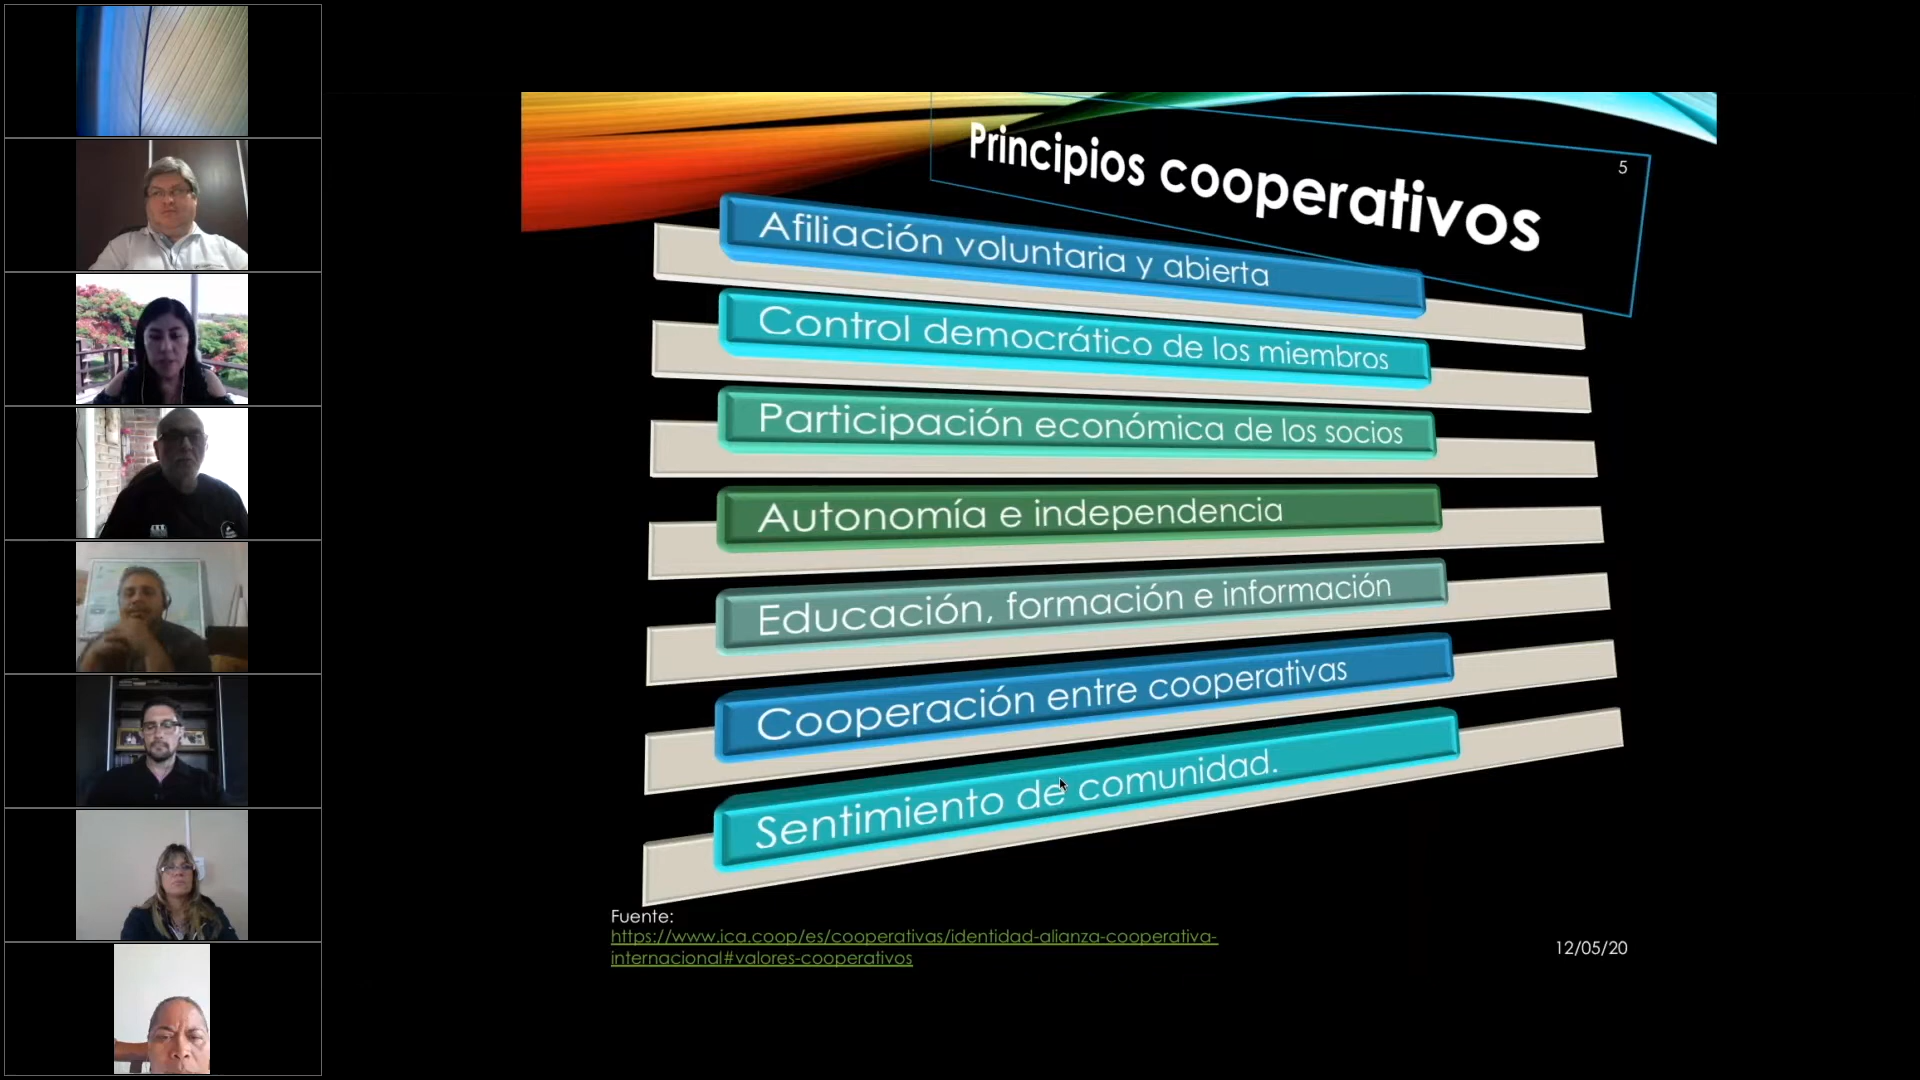 Principios cooperativos
5
Afiliación voluntaria y abierta
Control democrático de los miembros
Participación económica de los socios
Autonomía e independencia
Educación, formación e información
Cooperación entre cooperativas
Sentimiento de comunidad.
Fuente:
https://www.ica.coop/es/cooperativas/identidad-alianza-cooperativa-
internacional#valores-cooperativos
12/05/20